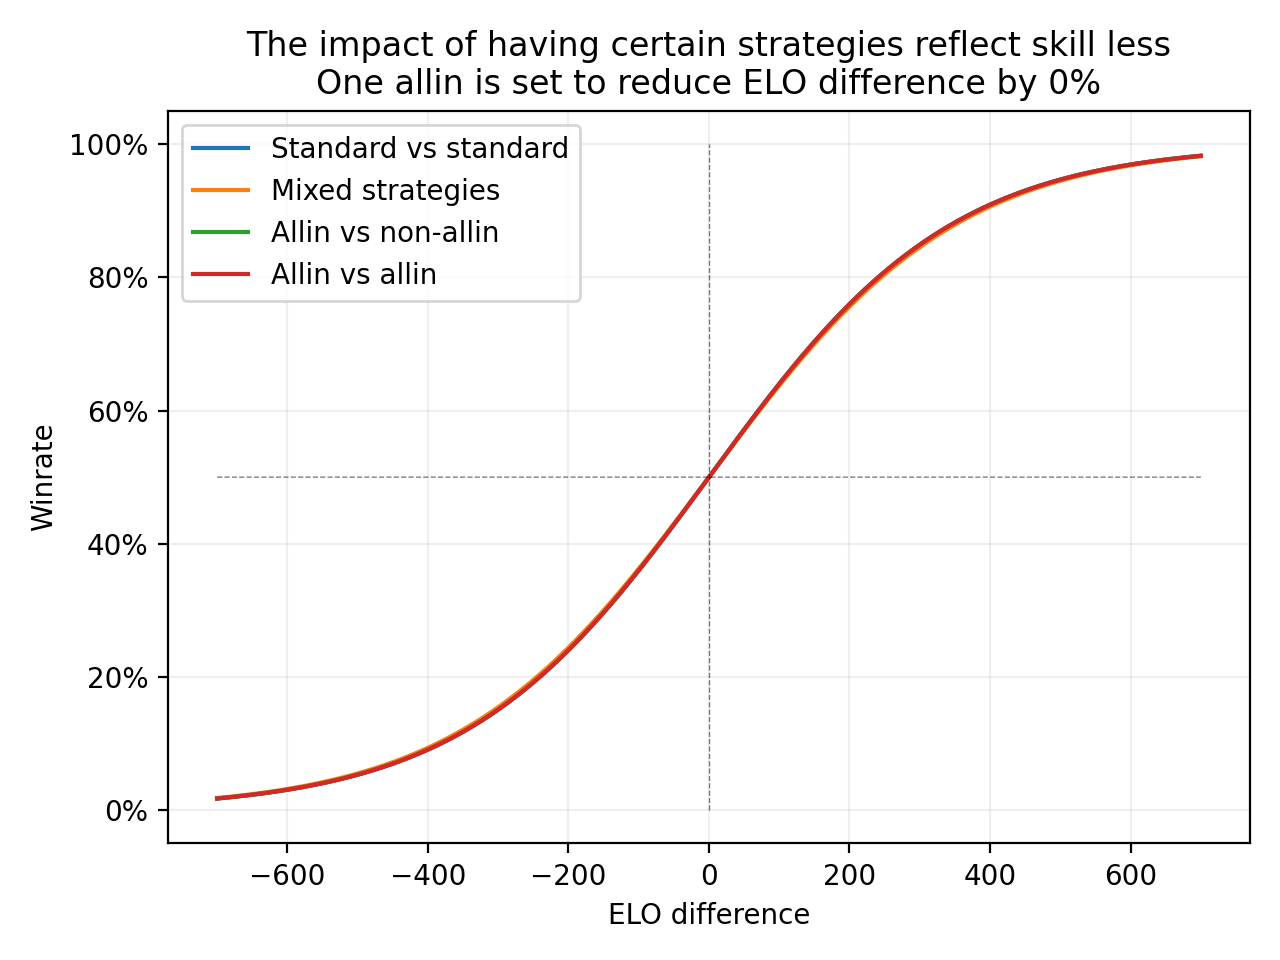 The impact of having certain strategies reflect skill less
One allin is set to reduce ELO difference by 0%
100%
80%
60%
40%
20%
0%
Winrate
Standard vs standard
Mixed strategies
Allin vs non-allin
Allin vs allin
−600 −400 −200 0 200 400 600
ELO difference